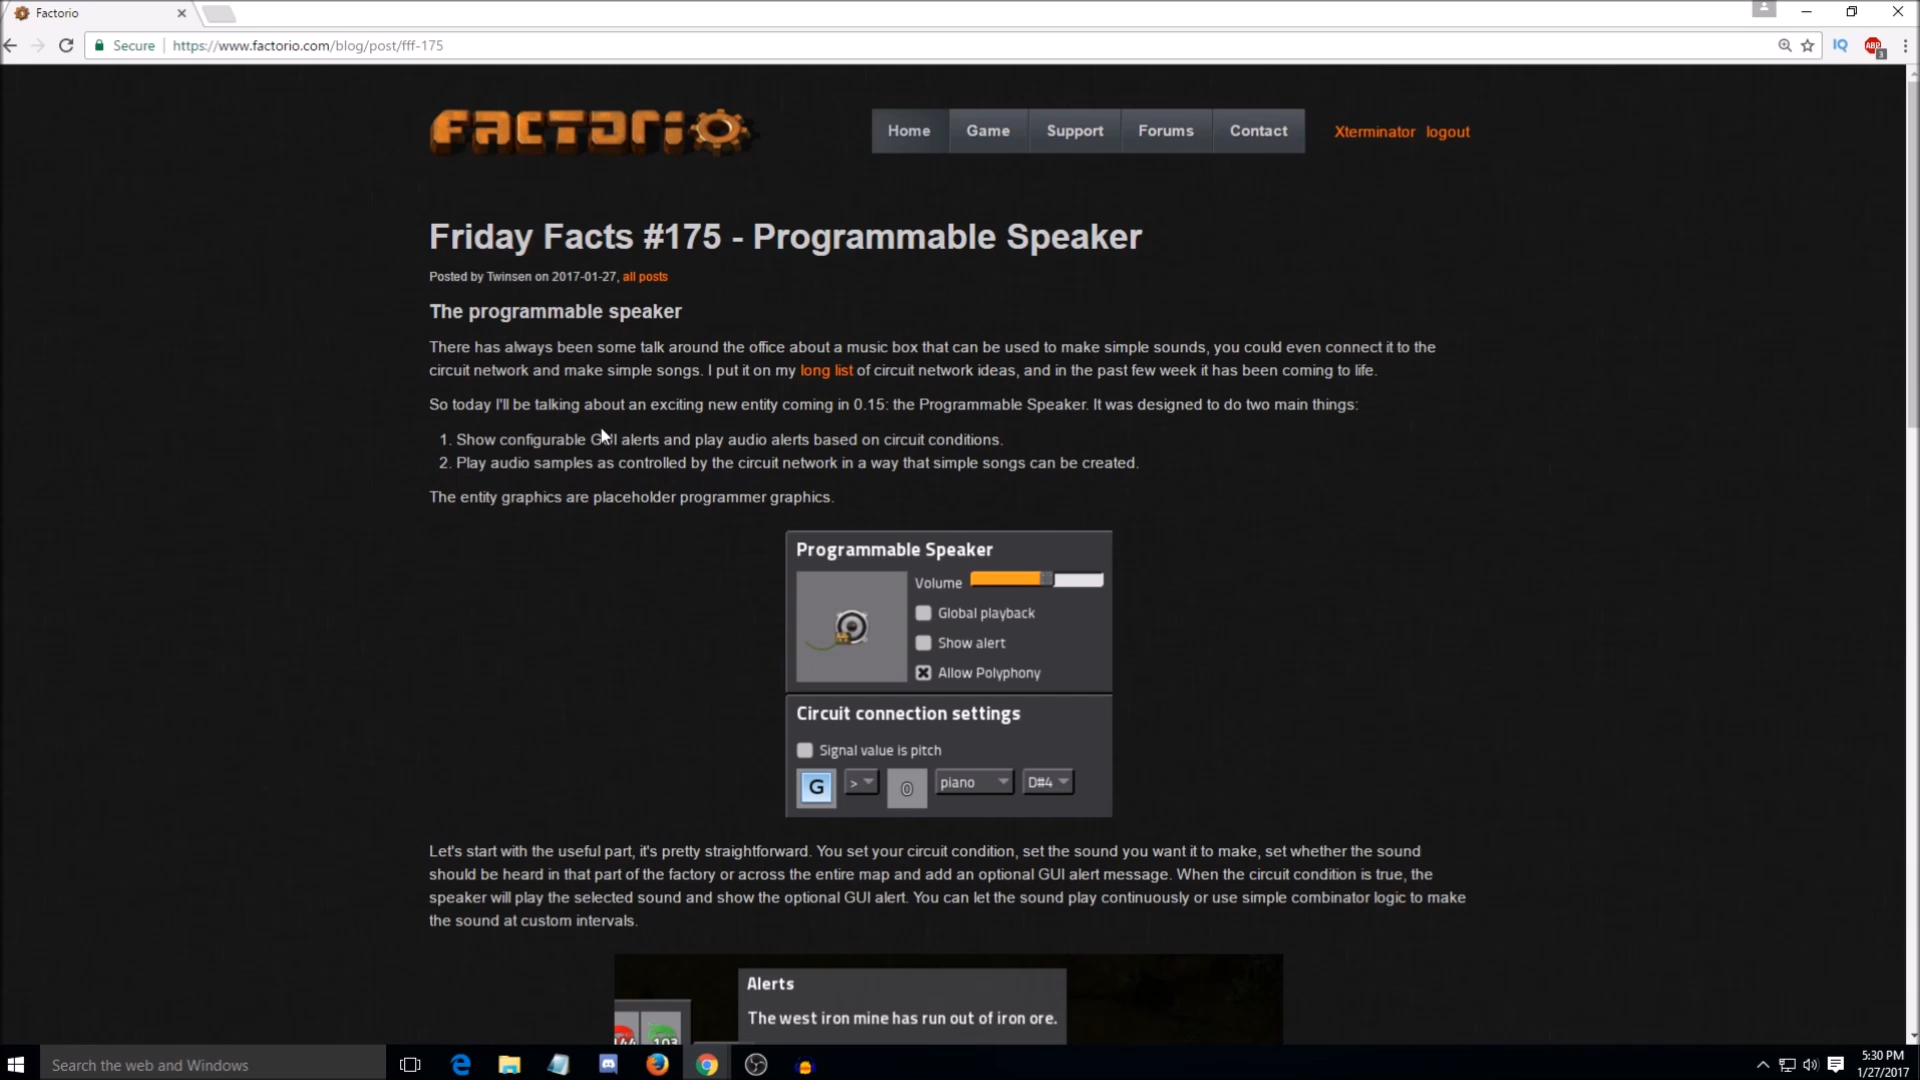 Factorio
Secure
https://www.factorio.com/blog/post/fff-175
IQ
ABP
3
FACTORIO
Home
Game
Support
Forums
Contact
Xterminator
logout
Friday Facts #175 - Programmable Speaker
Posted by Twinsen on 2017-01-27, all posts
The programmable speaker
There has always been some talk around the office about a music box that can be used to make simple sounds, you could even connect it to the
circuit network and make simple songs. I put it on my long list of circuit network ideas, and in the past few week it has been coming to life.
So today I'll be talking about an exciting new entity coming in 0.15: the Programmable Speaker. It was designed to do two main things:
1. Show configurable GUI alerts and play audio alerts based on circuit conditions.
2. Play audio samples as controlled by the circuit network in a way that simple songs can be created.
The entity graphics are placeholder programmer graphics.
Programmable Speaker
Volume
Global playback
Show alert
Allow Polyphony
Circuit connection settings
Signal value is pitch
G
>
0
piano
D#4
Let's start with the useful part, it's pretty straightforward. You set your circuit condition, set the sound you want it to make, set whether the sound
should be heard in that part of the factory or across the entire map and add an optional GUI alert message. When the circuit condition is true, the
speaker will play the selected sound and show the optional GUI alert. You can let the sound play continuously or use simple combinator logic to make
the sound at custom intervals.
Alerts
The west iron mine has run out of iron ore.
144
103
Search the web and Windows
5:30 PM
1/27/2017